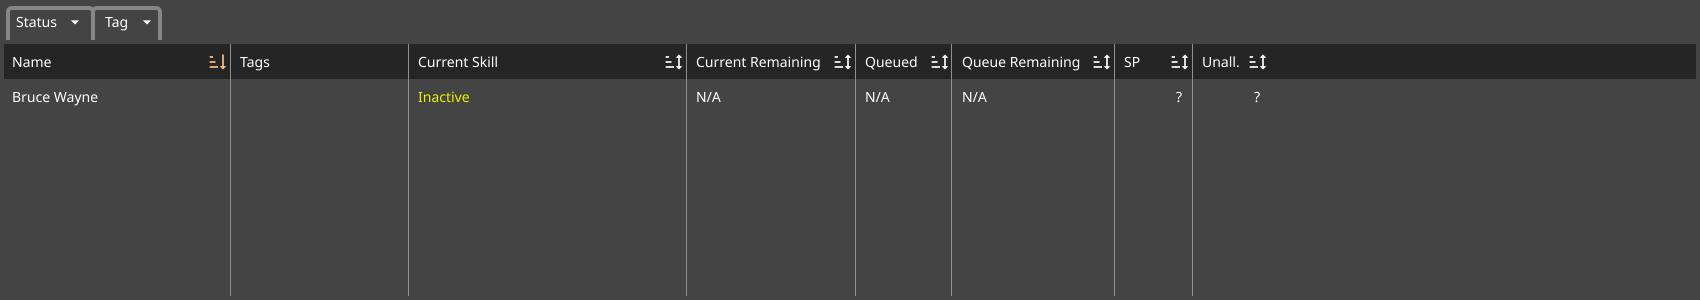 Status Tag
Name Tags Current Skill Current Remaining Queued Queue Remaining SP Unall.
Bruce Wayne Inactive N/A N/A N/A ? ?